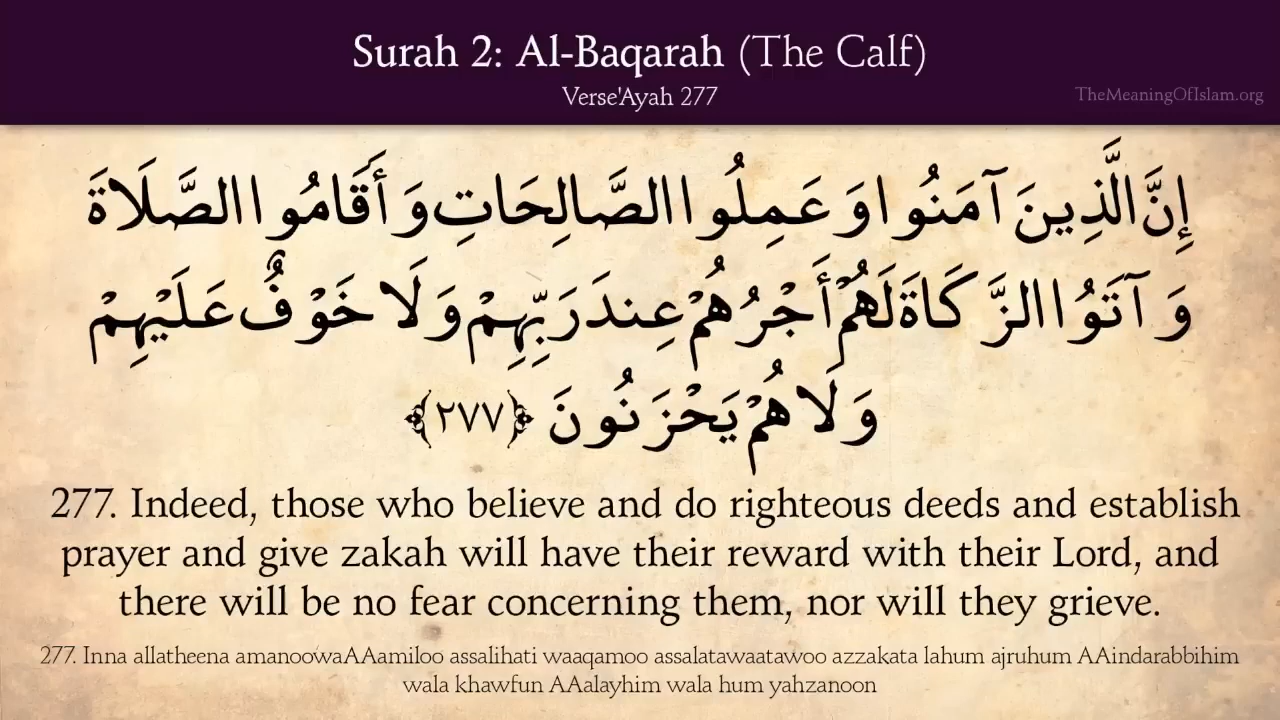 Surah 2: Al-Baqarah (The Calf)
Verse'Ayah 277
TheMeaningOfIslam.org
إِنَّ الَّذِينَ آمَنُوا وَعَمِلُوا الصَّالِحَاتِ وَأَقَامُوا الصَّلَاةَ
وَآتَوُا الزَّكَاةَ لَهُمْ أَجْرُهُمْ عِندَ رَبِّهِمْ وَلَا خَوْفٌ عَلَيْهِمْ
وَلَا هُمْ يَحْزَنُونَ ﴿٢٧٧﴾
277. Indeed, those who believe and do righteous deeds and establish
prayer and give zakah will have their reward with their Lord, and
there will be no fear concerning them, nor will they grieve.
277. Inna allatheena amanoowaAAamiloo assalihati waaqamoo assalatawaatawoo azzakata lahum ajruhum AAindarabbihim
wala khawfun AAalayhim wala hum yahzanoon